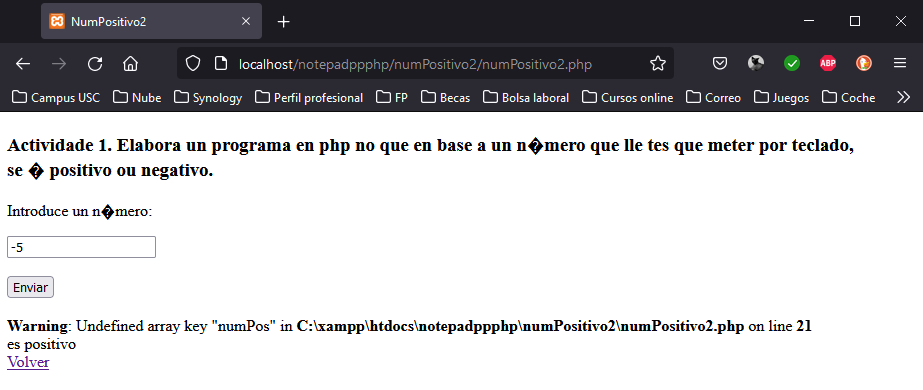 NumPositivo2
localhost/notepadppphp/numPositivo2/numPositivo2.php
ABP
Campus USC Nube Synology Perfil profesional FP Becas Bolsa laboral Cursos online Correo Juegos Coche
Actividade 1. Elabora un programa en php no que en base a un n�mero que lle tes que meter por teclado,
se � positivo ou negativo.
Introduce un n�mero:
-5
Enviar
Warning: Undefined array key "numPos" in C:\xampp\htdocs\notepadppphp\numPositivo2\numPositivo2.php on line 21
es positivo
Volver